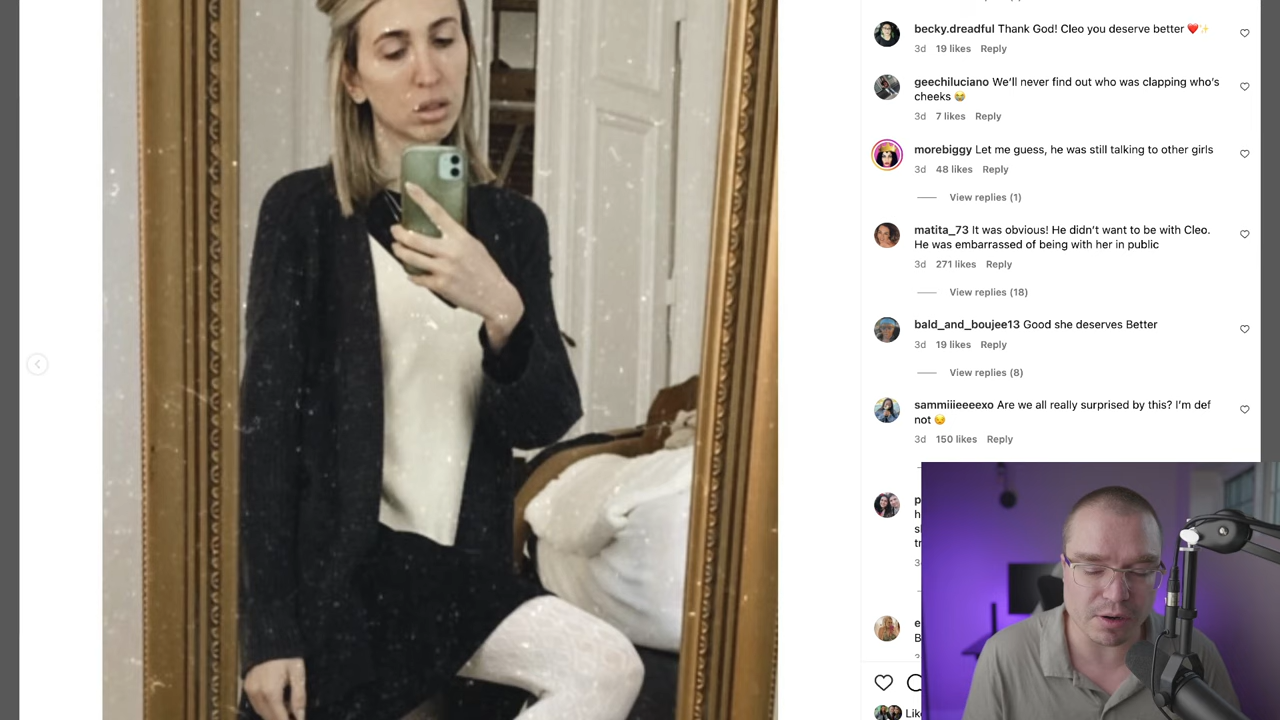 becky.dreadful Thank God! Cleo you deserve better ❤️✨
3d 19 likes Reply
geechiluciano We'll never find out who was clapping who's
cheeks 😂
3d 7 likes Reply
morebiggy Let me guess, he was still talking to other girls
3d 48 likes Reply
View replies (1)
matita_73 It was obvious! He didn't want to be with Cleo.
He was embarrassed of being with her in public
3d 271 likes Reply
View replies (18)
bald_and_boujee13 Good she deserves Better
3d 19 likes Reply
View replies (8)
sammiiieeeexo Are we all really surprised by this? I'm def
not 😏
3d 150 likes Reply